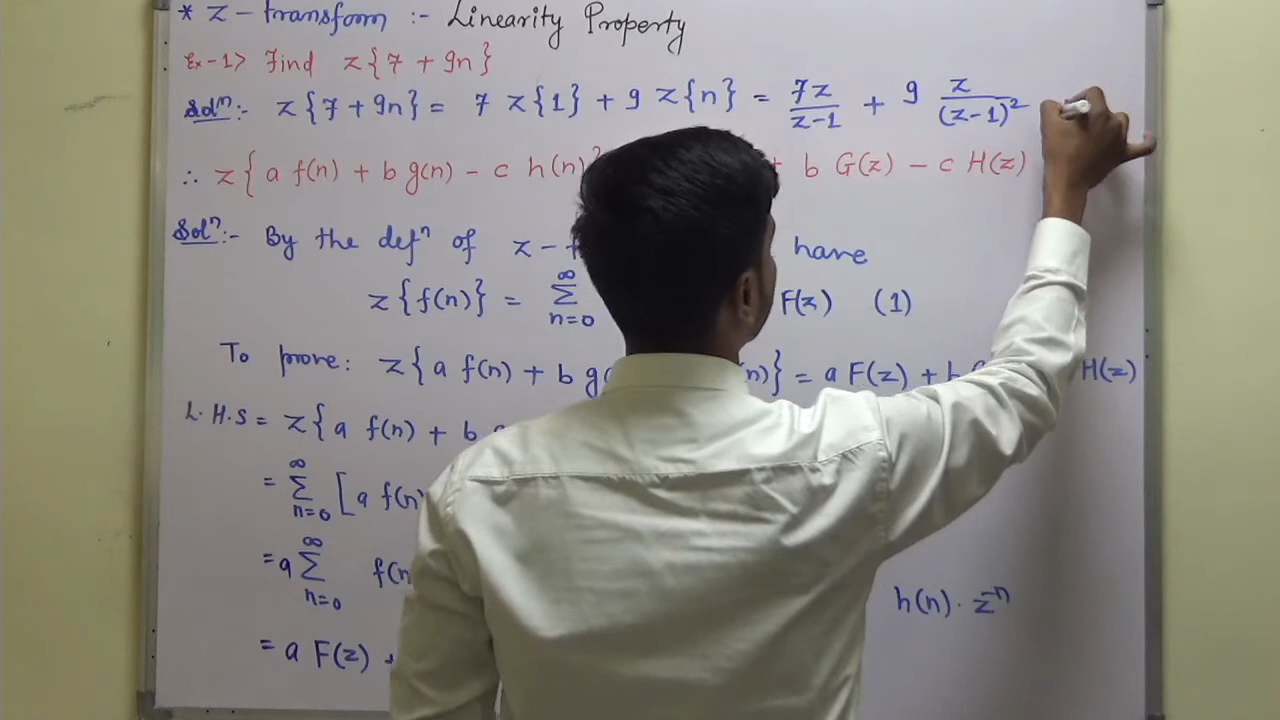 * Z - transform :- Linearity Property
Ex-1> Find z{7 + 9n}
Solⁿ:- z{7 + 9n} = 7 z{1} + 9 z{n} = 7z/(z-1) + 9 z/(z-1)²
∴ z{a f(n) + b g(n) - c h(n) + b G(z) - c H(z)
Solⁿ:- By the defⁿ of z - have
z{f(n)} = ∞ Σ n=0 F(z) (1)
To prove: z{a f(n) + b g( n)} = a F(z) + b H(z)
L.H.S = z{a f(n) + b
= ∞ Σ n=0 [a f(n)
= a ∞ Σ n=0 f(n h(n) · z⁻ⁿ
= a F(z) +